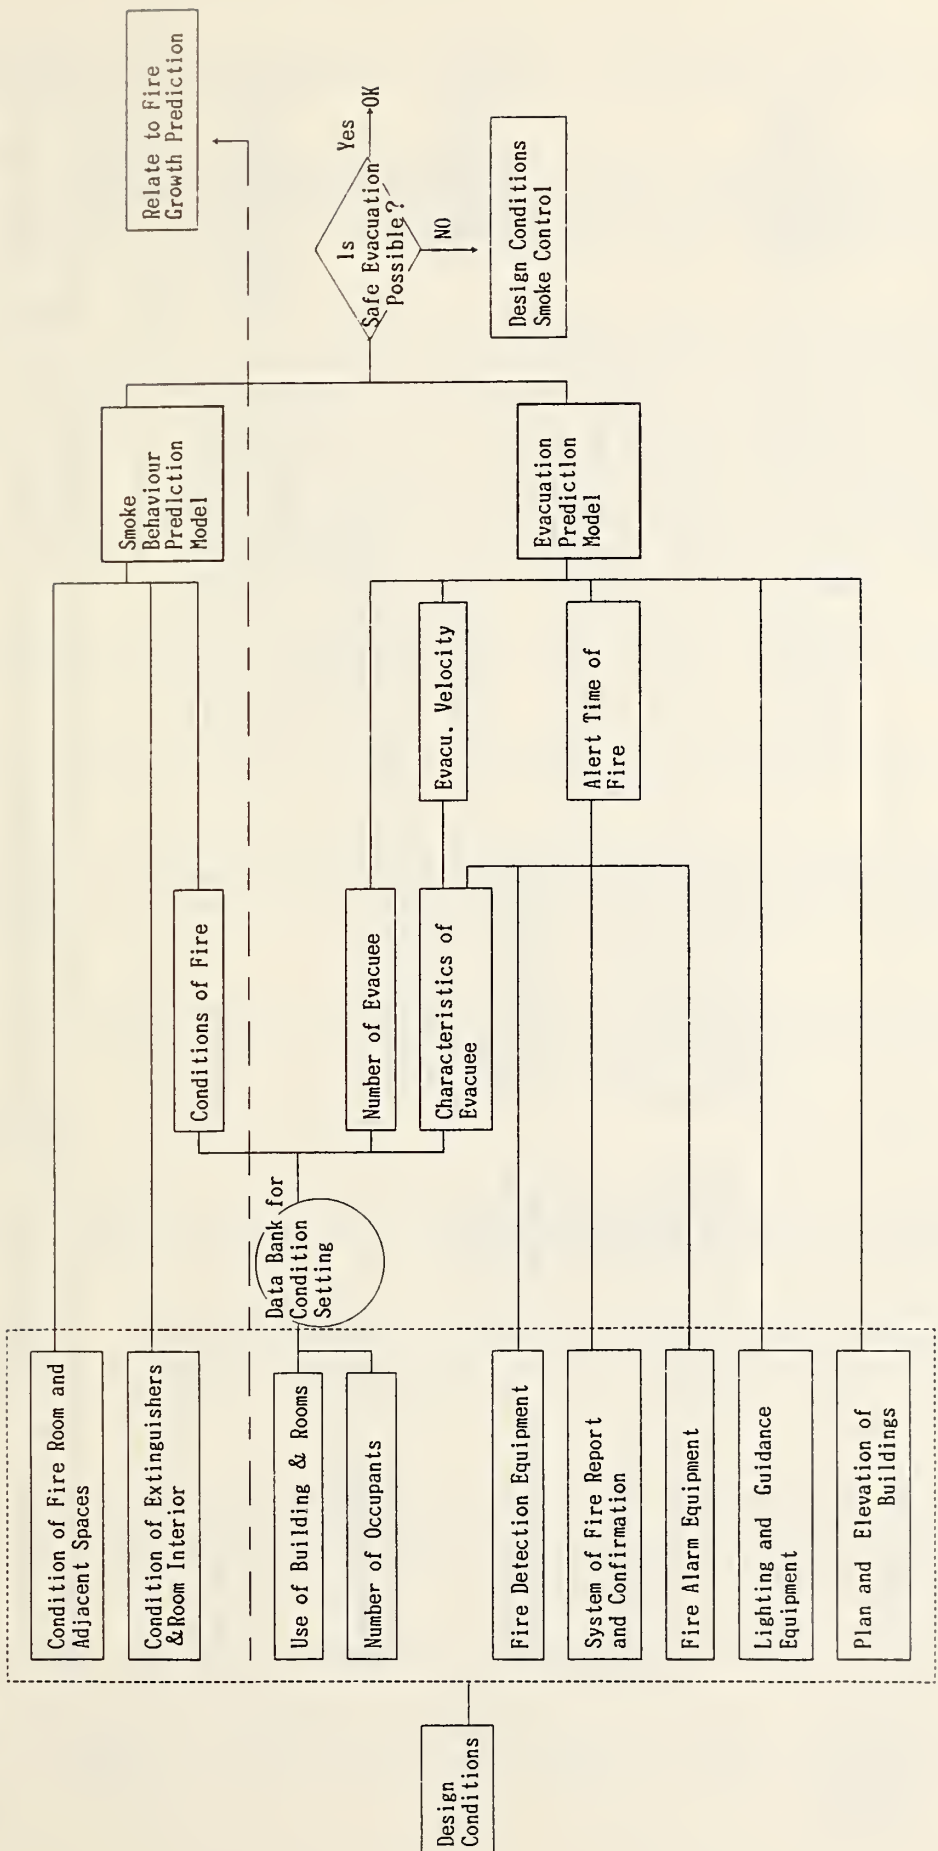 Design
Conditions
Condition of Fire Room and
Adjacent Spaces
Condition of Extinguishers
&Room Interior
Use of Building & Rooms
Number of Occupants
Fire Detection Equipment
System of Fire Report
and Confirmation
Fire Alarm Equipment
Lighting and Guidance
Equipment
Plan and Elevation of
Buildings
Data Bank for
Condition
Setting
Conditions of Fire
Number of Evacuee
Characteristics of
Evacuee
Evacu. Velocity
Alert Time of
Fire
Smoke
Behaviour
Prediction
Model
Evacuation
Prediction
Model
Is
Safe Evacuation
Possible?
Yes
OK
NO
Design Conditions
Smoke Control
Relate to Fire
Growth Prediction